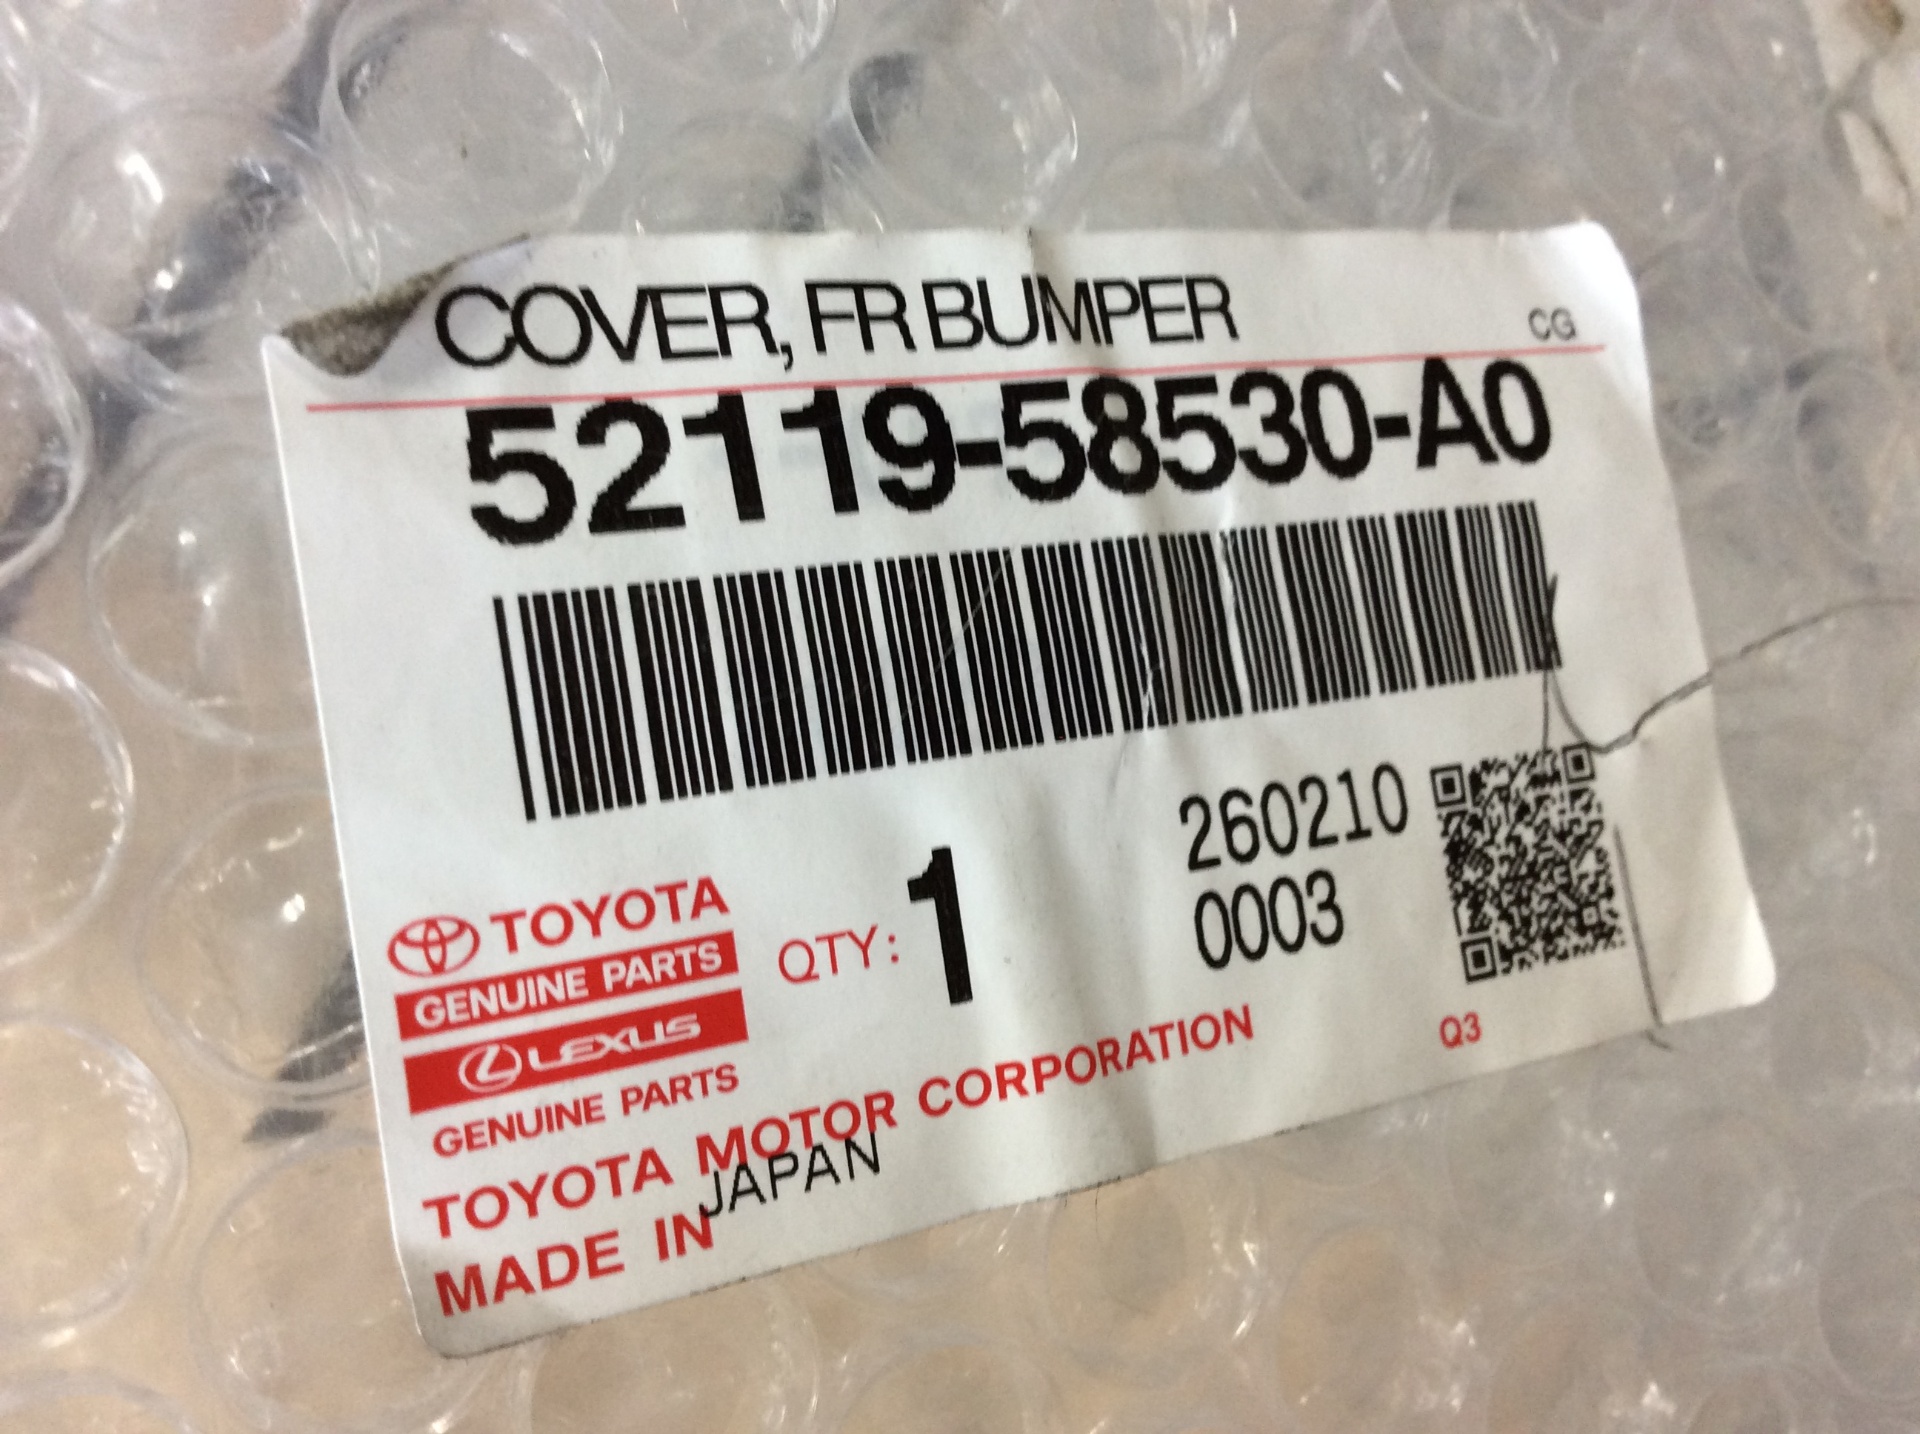 COVER, FR BUMPER
CG
52119-58530-A0
260210
0003
QTY: 1
TOYOTA
GENUINE PARTS
LEXUS
GENUINE PARTS
Q3
TOYOTA MOTOR CORPORATION
MADE IN JAPAN